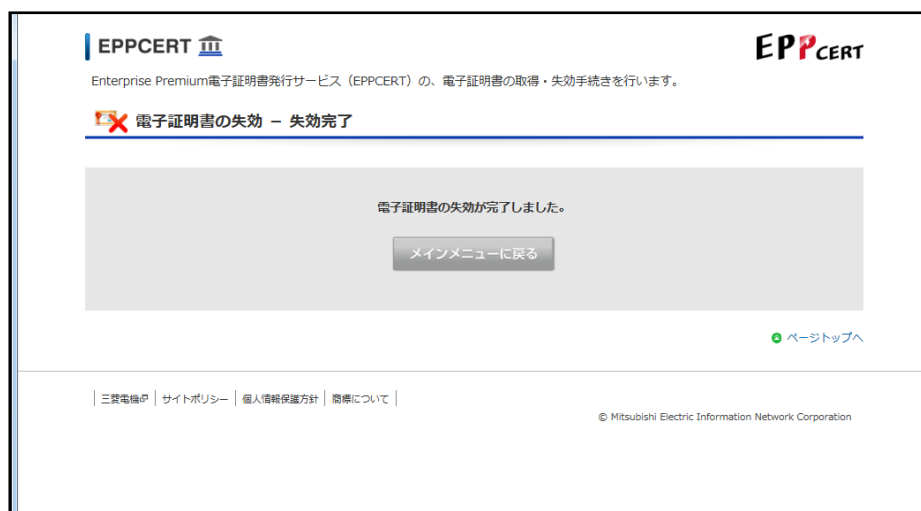 EPPCERT
EPPCERT
Enterprise Premium電子証明書発行サービス（EPPCERT）の、電子証明書の取得・失効手続きを行います。
電子証明書の失効 － 失効完了
電子証明書の失効が完了しました。
メインメニューに戻る
ページトップへ
三菱電機 | サイトポリシー | 個人情報保護方針 | 商標について |
© Mitsubishi Electric Information Network Corporation